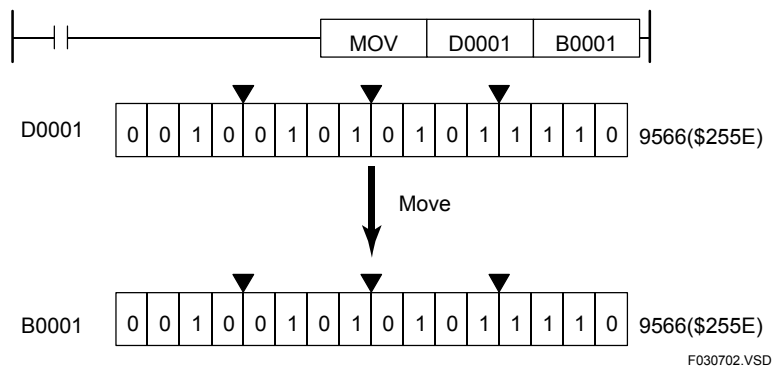 MOV D0001 B0001
D0001 0 0 1 0 0 1 0 1 0 1 0 1 1 1 1 0 9566($255E)
Move
B0001 0 0 1 0 0 1 0 1 0 1 0 1 1 1 1 0 9566($255E)
F030702.VSD